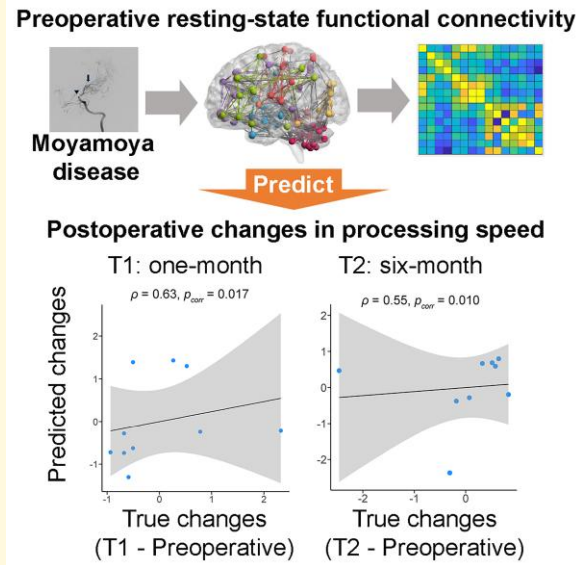 Preoperative resting-state functional connectivity
Moyamoya
disease
Predict
Postoperative changes in processing speed
T1: one-month
T2: six-month
ρ = 0.63, pcorr = 0.017
ρ = 0.55, pcorr = 0.010
Predicted changes
2
1
0
-1
2
1
0
-1
-2
-1
0
1
2
-2
-1
0
True changes
(T1 - Preoperative)
True changes
(T2 - Preoperative)